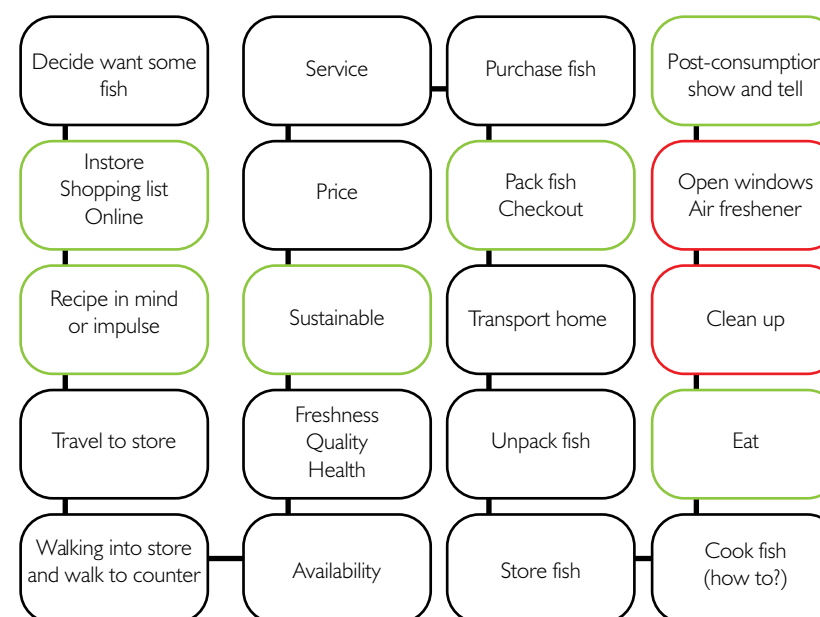 Decide want some
fish
Instore
Shopping list
Online
Recipe in mind
or impulse
Travel to store
Walking into store
and walk to counter
Availability
Freshness
Quality
Health
Sustainable
Price
Service
Purchase fish
Pack fish
Checkout
Transport home
Unpack fish
Store fish
Cook fish
(how to?)
Eat
Clean up
Open windows
Air freshener
Post-consumption
show and tell